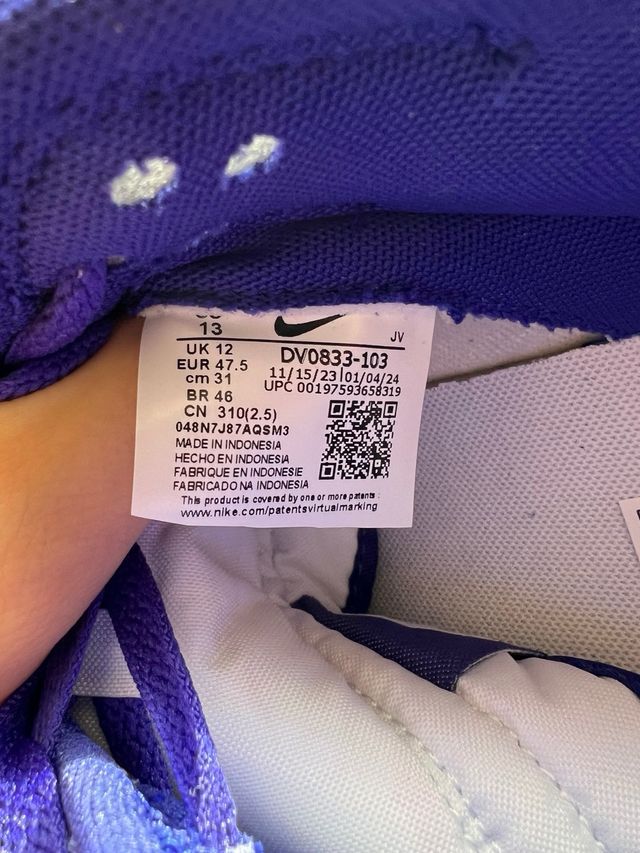 13
JV
UK 12
DV0833-103
EUR 47.5
11/15/23|01/04/24
cm 31
UPC 00197593658319
BR 46
CN 310(2.5)
048N7J87AQSM3
MADE IN INDONESIA
HECHO EN INDONESIA
FABRIQUE EN INDONESIE
FABRICADO NA INDONESIA
This product is covered by one or more patents :
www.nike.com/patentsvirtualmarking